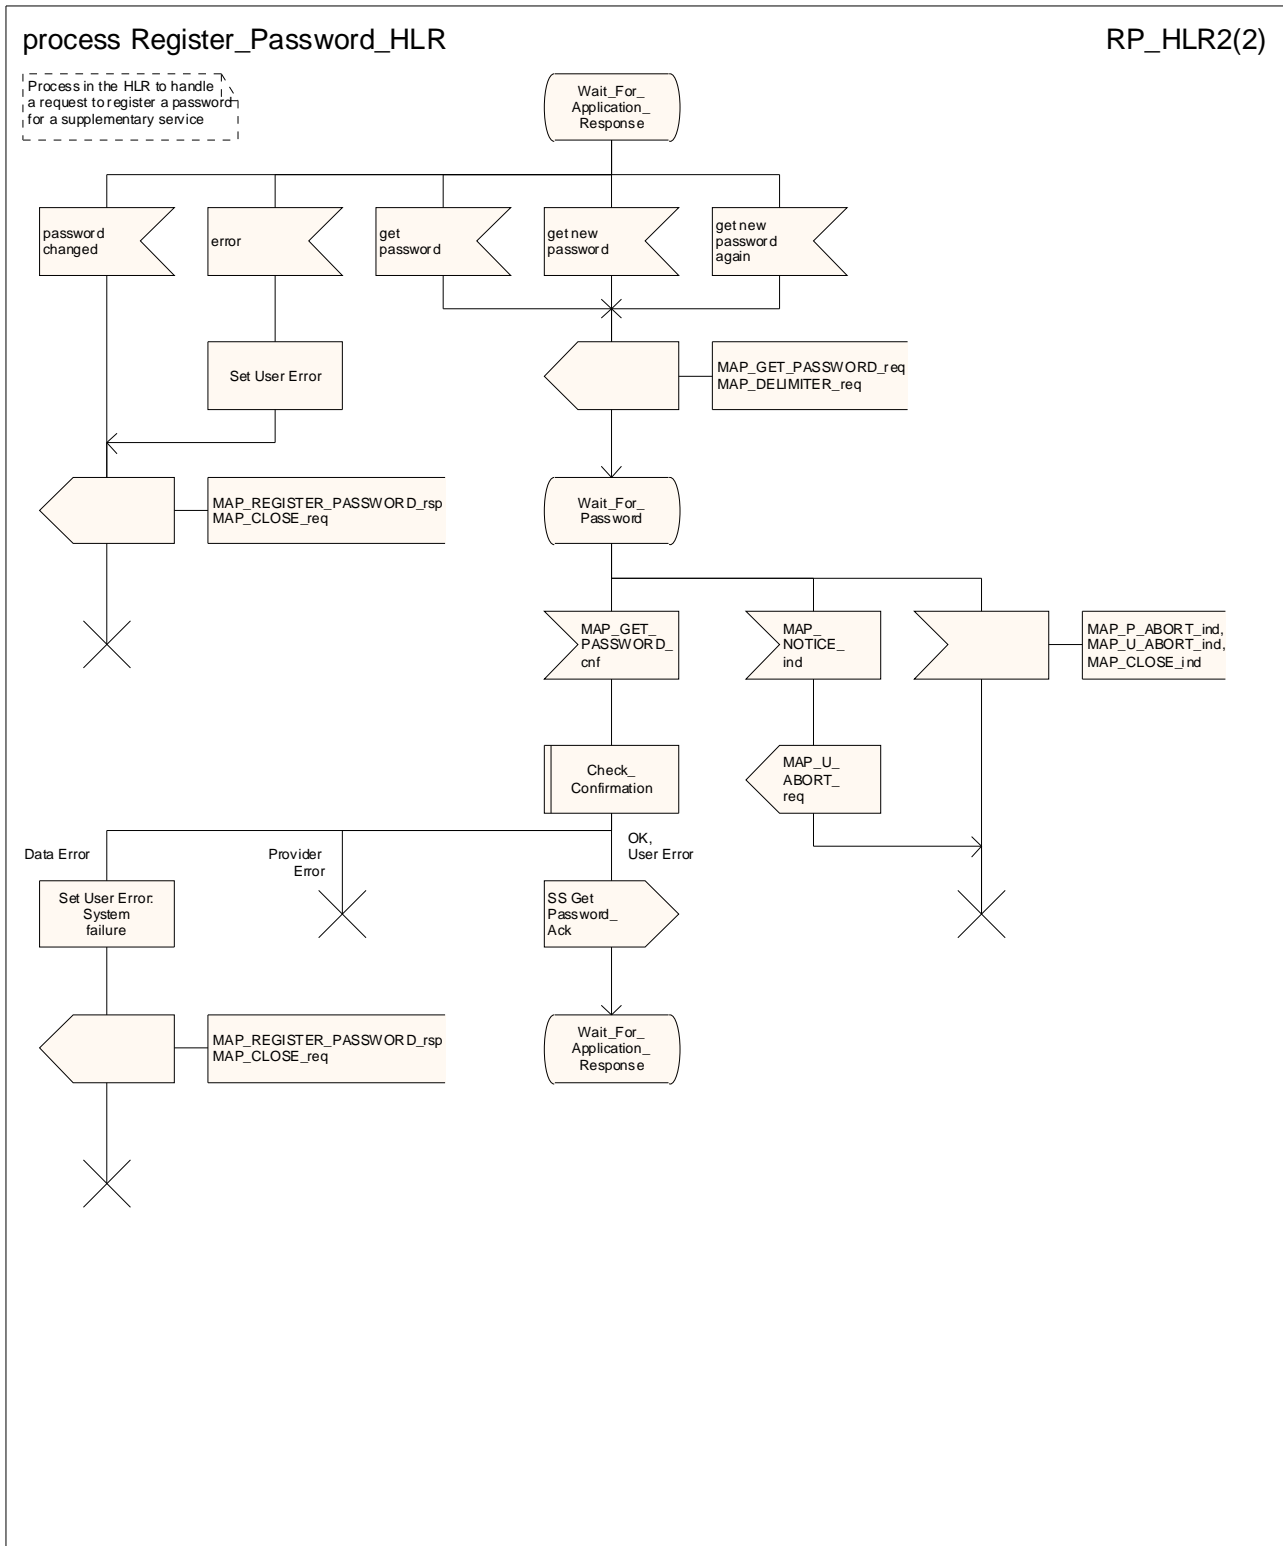 process Register_Password_HLR
RP_HLR2(2)
Process in the HLR to handle
a request to register a password
for a supplementary service
Wait_For_
Application_
Response
password
changed
error
get
password
get new
password
get new
password
again
Set User Error
MAP_GET_PASSWORD_req
MAP_DELIMITER_req
MAP_REGISTER_PASSWORD_rsp
MAP_CLOSE_req
Wait_For_
Password
MAP_GET_
PASSWORD_
cnf
MAP_
NOTICE_
ind
MAP_P_ABORT_ind,
MAP_U_ABORT_ind,
MAP_CLOSE_ind
Check_
Confirmation
MAP_U_
ABORT_
req
Data Error
Provider
Error
OK,
User Error
Set User Error:
System
failure
SS Get
Password_
Ack
MAP_REGISTER_PASSWORD_rsp
MAP_CLOSE_req
Wait_For_
Application_
Response